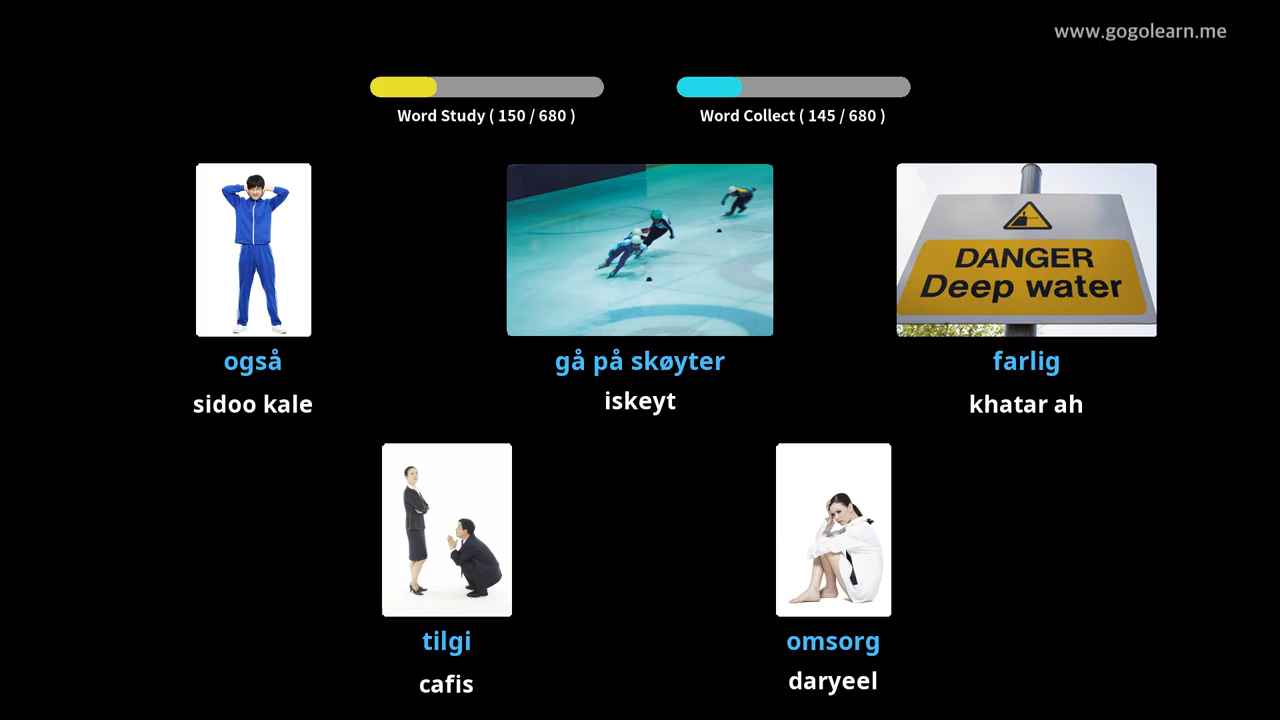 www.gogolearn.me
Word Study ( 150 / 680 )
Word Collect ( 145 / 680 )
DANGER
Deep water
også
gå på skøyter
farlig
sidoo kale
iskeyt
khatar ah
tilgi
omsorg
cafis
daryeel